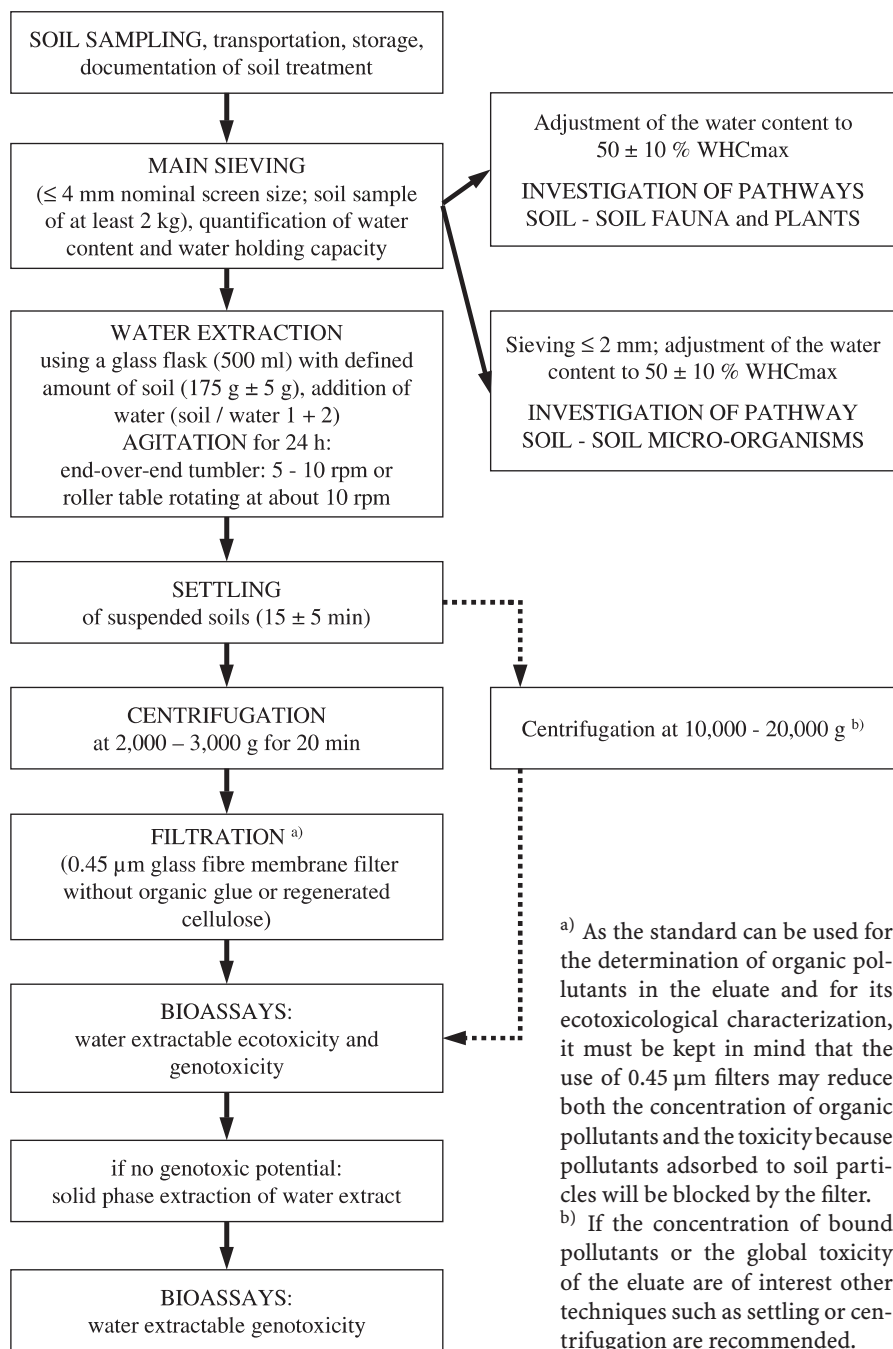 SOIL SAMPLING, transportation, storage,
documentation of soil treatment
MAIN SIEVING
(≤ 4 mm nominal screen size; soil sample
of at least 2 kg), quantification of water
content and water holding capacity
Adjustment of the water content to
50 ± 10 % WHCmax
INVESTIGATION OF PATHWAYS
SOIL - SOIL FAUNA and PLANTS
Sieving ≤ 2 mm; adjustment of the water
content to 50 ± 10 % WHCmax
INVESTIGATION OF PATHWAY
SOIL - SOIL MICRO-ORGANISMS
WATER EXTRACTION
using a glass flask (500 ml) with defined
amount of soil (175 g ± 5 g), addition of
water (soil / water 1 + 2)
AGITATION for 24 h:
end-over-end tumbler: 5 - 10 rpm or
roller table rotating at about 10 rpm
SETTLING
of suspended soils (15 ± 5 min)
CENTRIFUGATION
at 2,000 – 3,000 g for 20 min
Centrifugation at 10,000 - 20,000 g b)
FILTRATION a)
(0.45 µm glass fibre membrane filter
without organic glue or regenerated
cellulose)
BIOASSAYS:
water extractable ecotoxicity and
genotoxicity
if no genotoxic potential:
solid phase extraction of water extract
BIOASSAYS:
water extractable genotoxicity
a) As the standard can be used for
the determination of organic pol-
lutants in the eluate and for its
ecotoxicological characterization,
it must be kept in mind that the
use of 0.45 µm filters may reduce
both the concentration of organic
pollutants and the toxicity because
pollutants adsorbed to soil parti-
cles will be blocked by the filter.
b) If the concentration of bound
pollutants or the global toxicity
of the eluate are of interest other
techniques such as settling or cen-
trifugation are recommended.